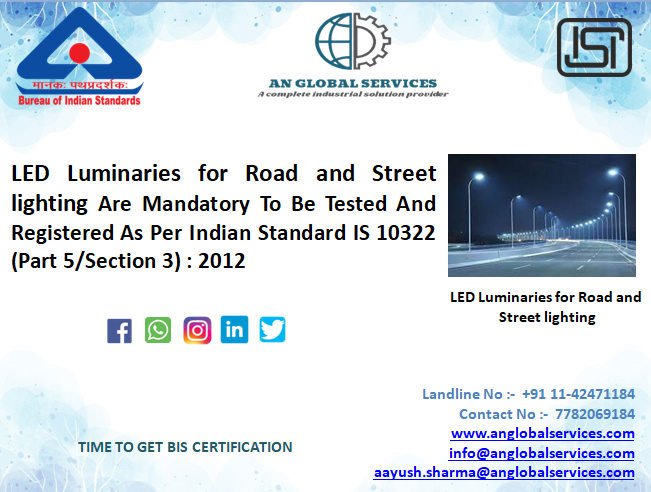 मानकः पथप्रदर्शकः
Bureau of Indian Standards
AN GLOBAL SERVICES
A complete industrial solution provider
ISI
LED Luminaries for Road and Street
lighting Are Mandatory To Be Tested And
Registered As Per Indian Standard IS 10322
(Part 5/Section 3) : 2012
LED Luminaries for Road and
Street lighting
Landline No :- +91 11-42471184
Contact No :- 7782069184
www.anglobalservices.com
info@anglobalservices.com
aayush.sharma@anglobalservices.com
TIME TO GET BIS CERTIFICATION